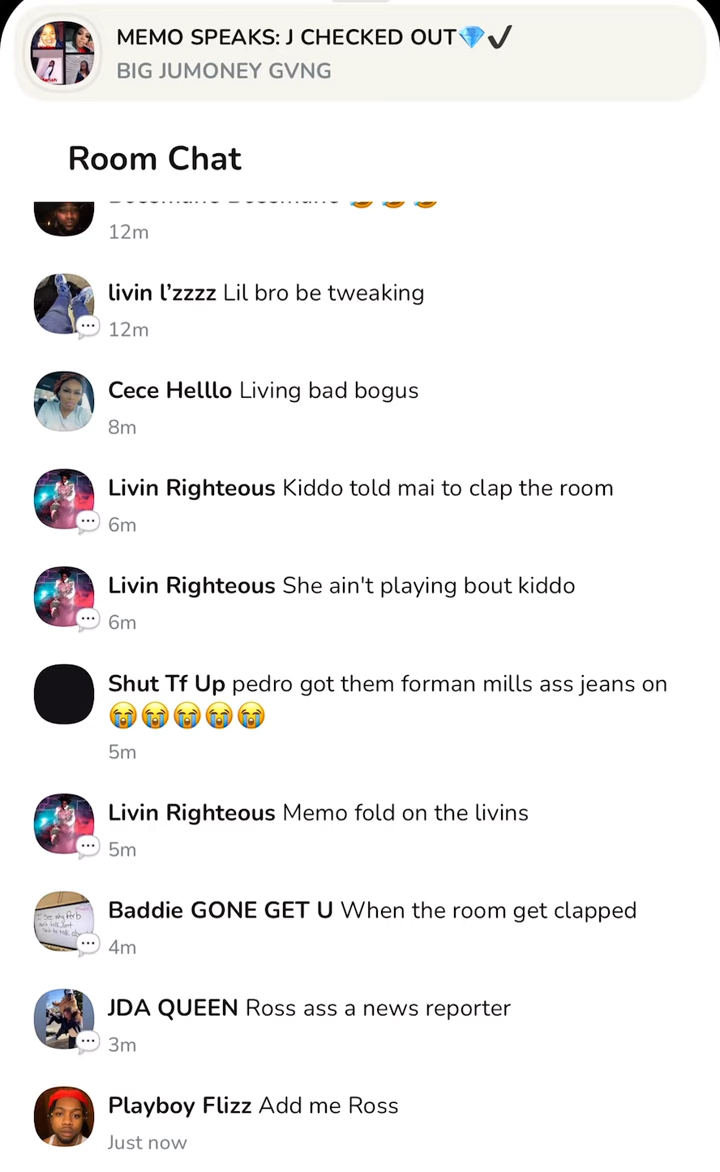 MEMO SPEAKS: J CHECKED OUT💎✔️
BIG JUMONEY GVNG
Room Chat
😂 😂 😂
12m
livin l’zzzz Lil bro be tweaking
12m
Cece Helllo Living bad bogus
8m
Livin Righteous Kiddo told mai to clap the room
6m
Livin Righteous She ain't playing bout kiddo
6m
Shut Tf Up pedro got them forman mills ass jeans on
😭😭😭😭😭
5m
Livin Righteous Memo fold on the livins
5m
Baddie GONE GET U When the room get clapped
4m
JDA QUEEN Ross ass a news reporter
3m
Playboy Flizz Add me Ross
Just now